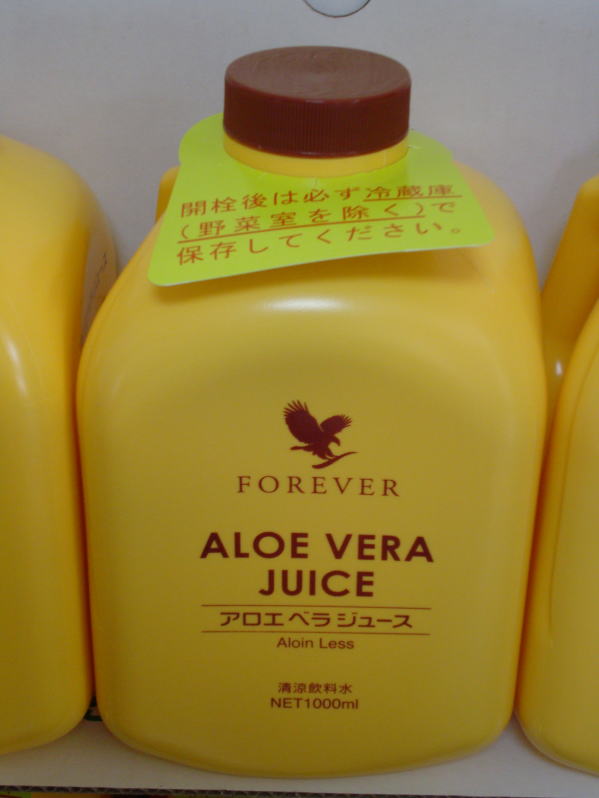 開栓後は必ず冷蔵庫
(野菜室を除く)で
保存してください。
FOREVER
ALOE VERA
JUICE
アロエベラジュース
Aloin Less
清涼飲料水
NET1000ml